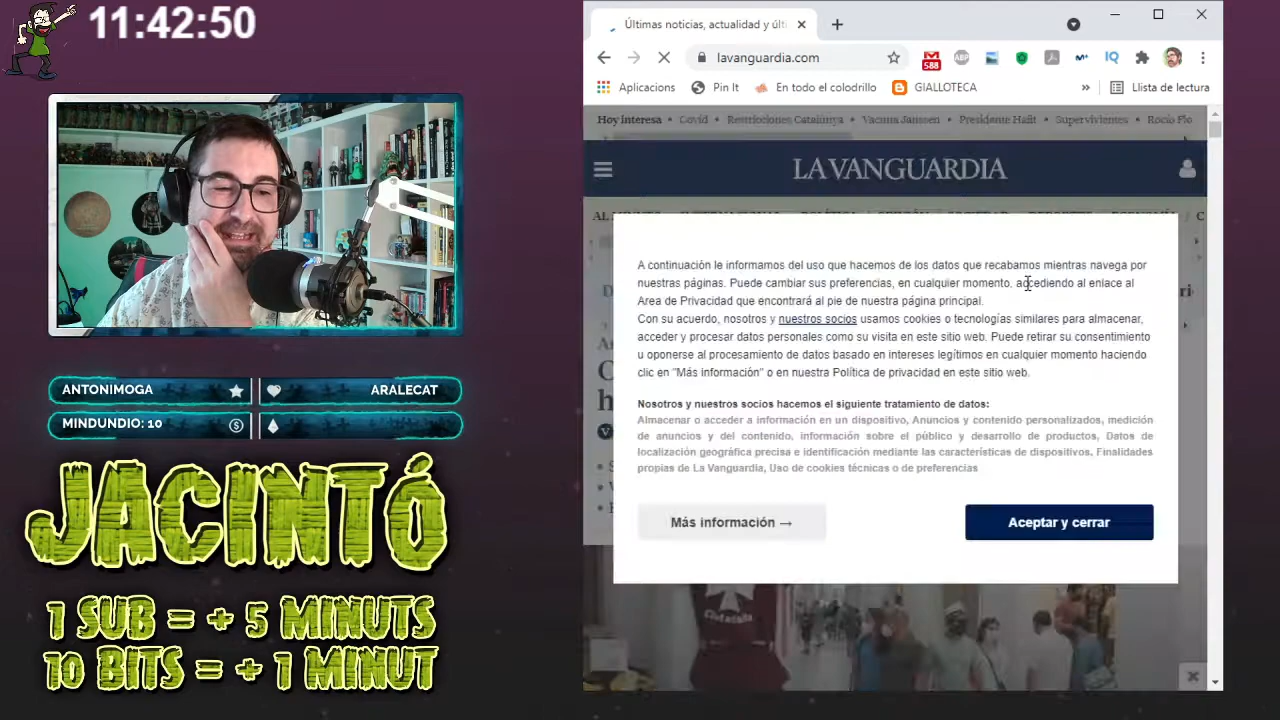 11:42:50
ANTONIMOGA
ARALECAT
MINDUNDIO: 10
JACINTÓ
1 SUB = + 5 MINUTS
10 BITS = + 1 MINUT
Últimas noticias, actualidad y últi
lavanguardia.com
588
ABP
IQ
Aplicacions
Pin It
En todo el colodrillo
GIALLOTECA
»
Llista de lectura
Hoy interesa
Covid
Restricciones Catalunya
Vacuna Janssen
Presidente Haití
Supervivientes
Rocío Flo
LA VANGUARDIA
A continuación le informamos del uso que hacemos de los datos que recabamos mientras navega por
nuestras páginas. Puede cambiar sus preferencias, en cualquier momento, accediendo al enlace al
Area de Privacidad que encontrará al pie de nuestra página principal.
Con su acuerdo, nosotros y nuestros socios usamos cookies o tecnologías similares para almacenar,
acceder y procesar datos personales como su visita en este sitio web. Puede retirar su consentimiento
u oponerse al procesamiento de datos basado en intereses legítimos en cualquier momento haciendo
clic en "Más información" o en nuestra Política de privacidad en este sitio web.
Nosotros y nuestros socios hacemos el siguiente tratamiento de datos:
Almacenar o acceder a información en un dispositivo, Anuncios y contenido personalizados, medición
de anuncios y del contenido, información sobre el público y desarrollo de productos, Datos de
localización geográfica precisa e identificación mediante las características de dispositivos, Finalidades
propias de La Vanguardia, Uso de cookies técnicas o de preferencias
Más información →
Aceptar y cerrar
Ciutadella